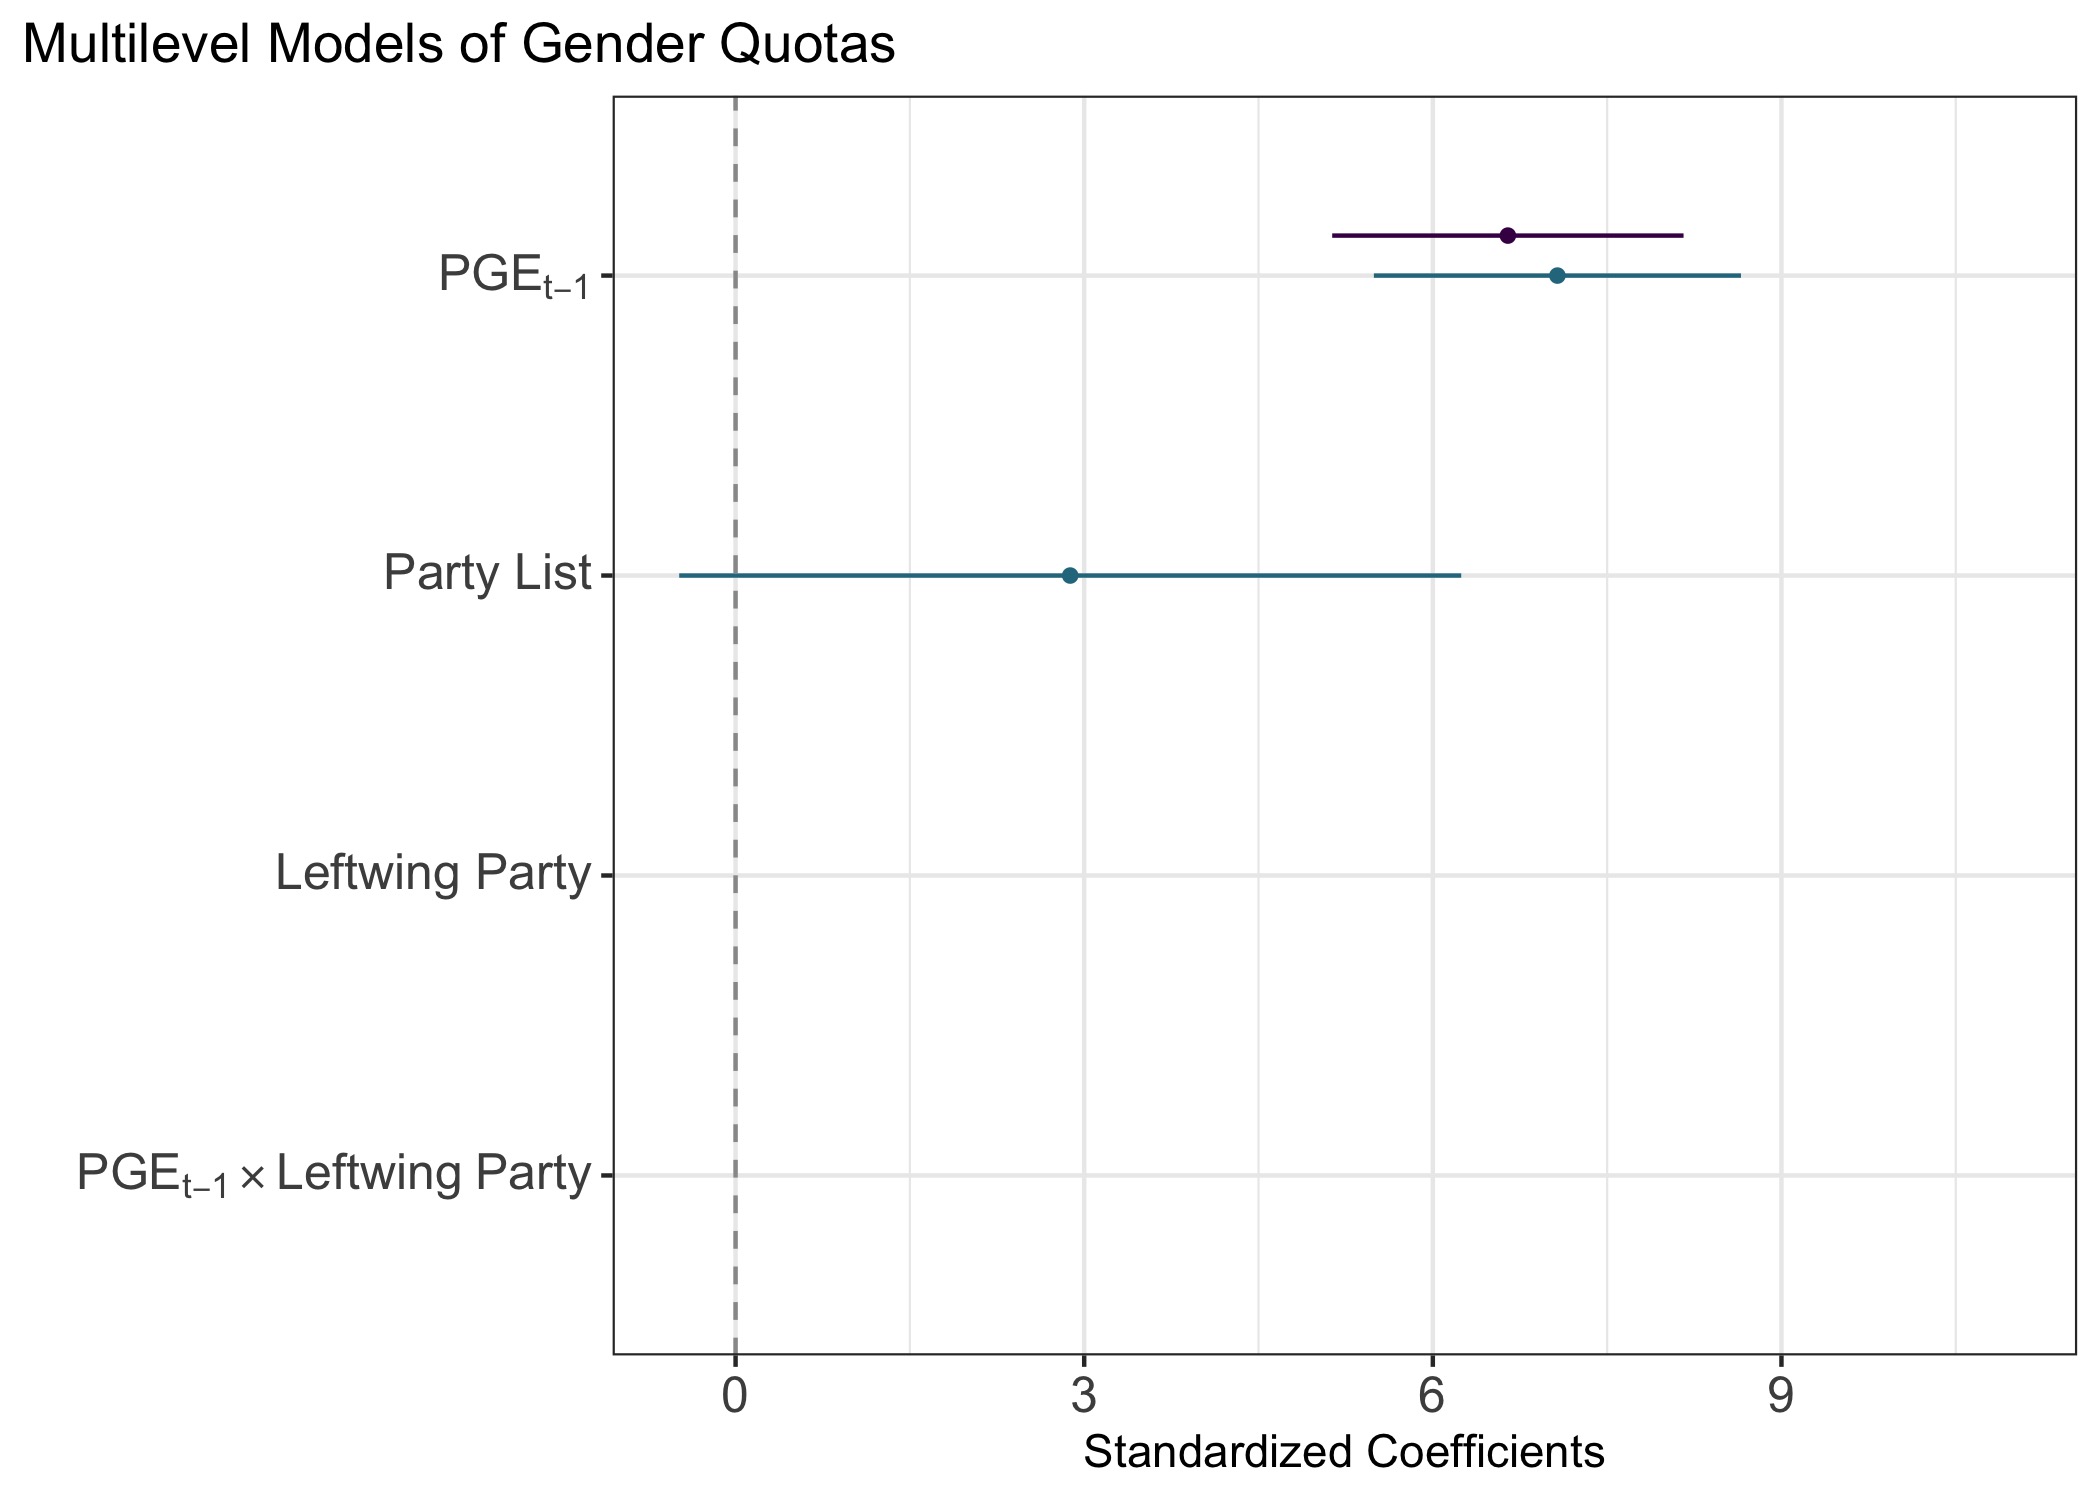 Multilevel Models of Gender Quotas
PGEt−1
Party List
Leftwing Party
PGEt−1 × Leftwing Party
0 3 6 9
Standardized Coefficients